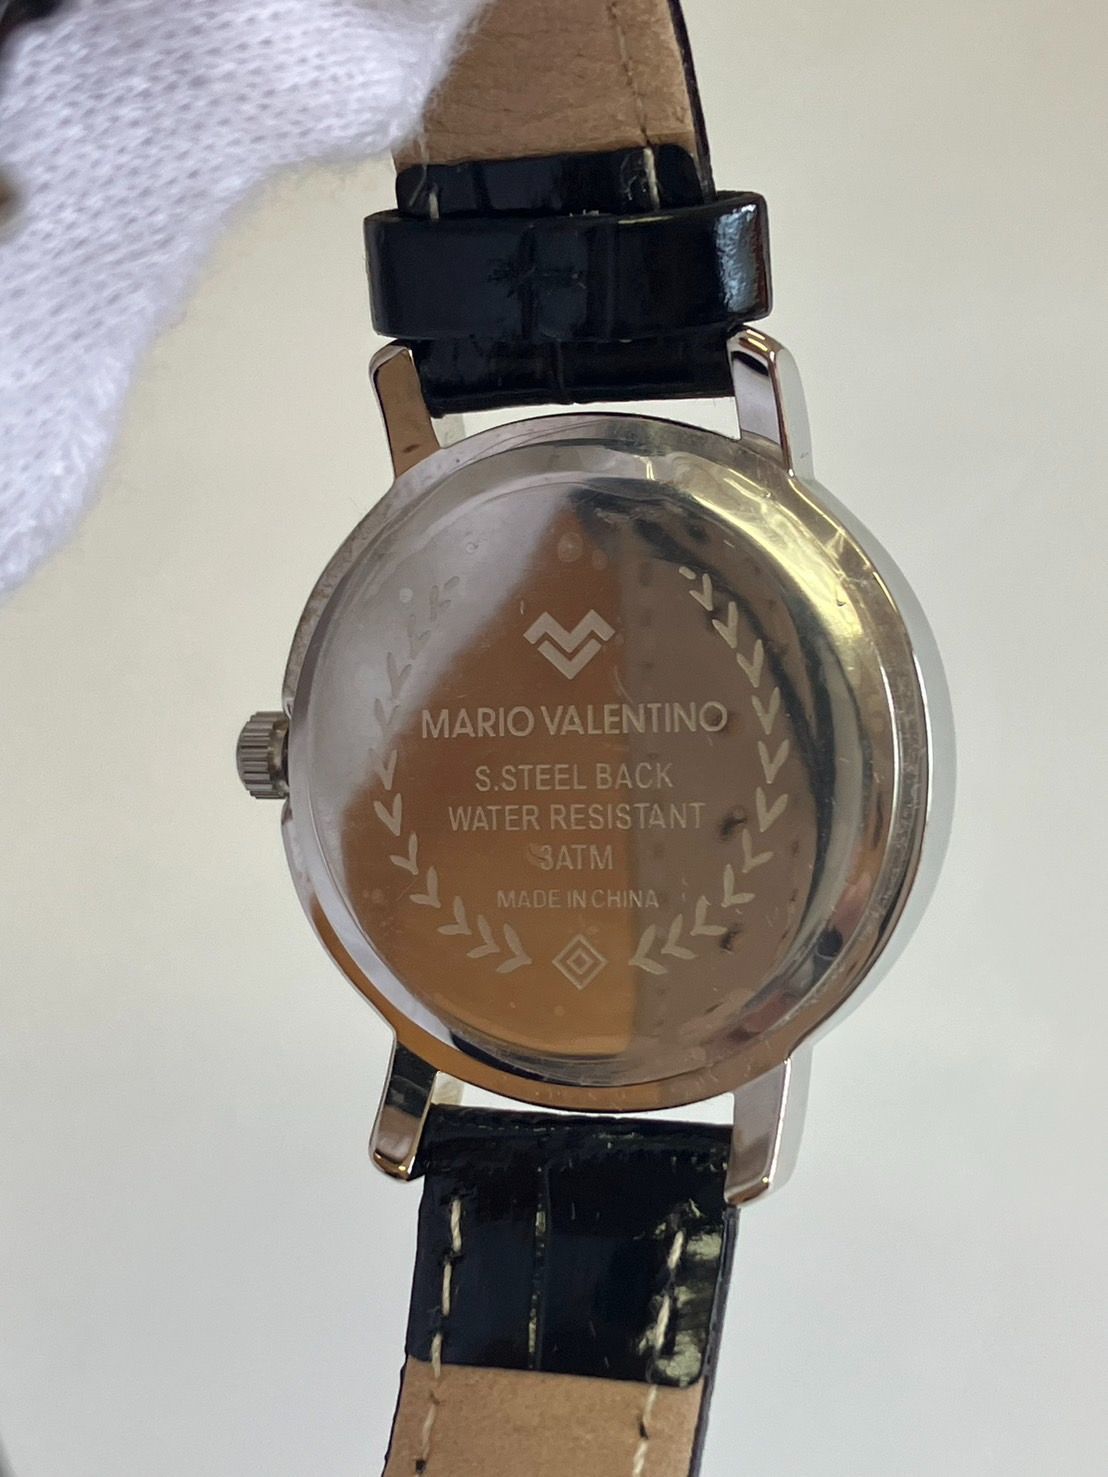 MARIO VALENTINO
S.STEEL BACK
WATER RESISTANT
3ATM
MADE IN CHINA